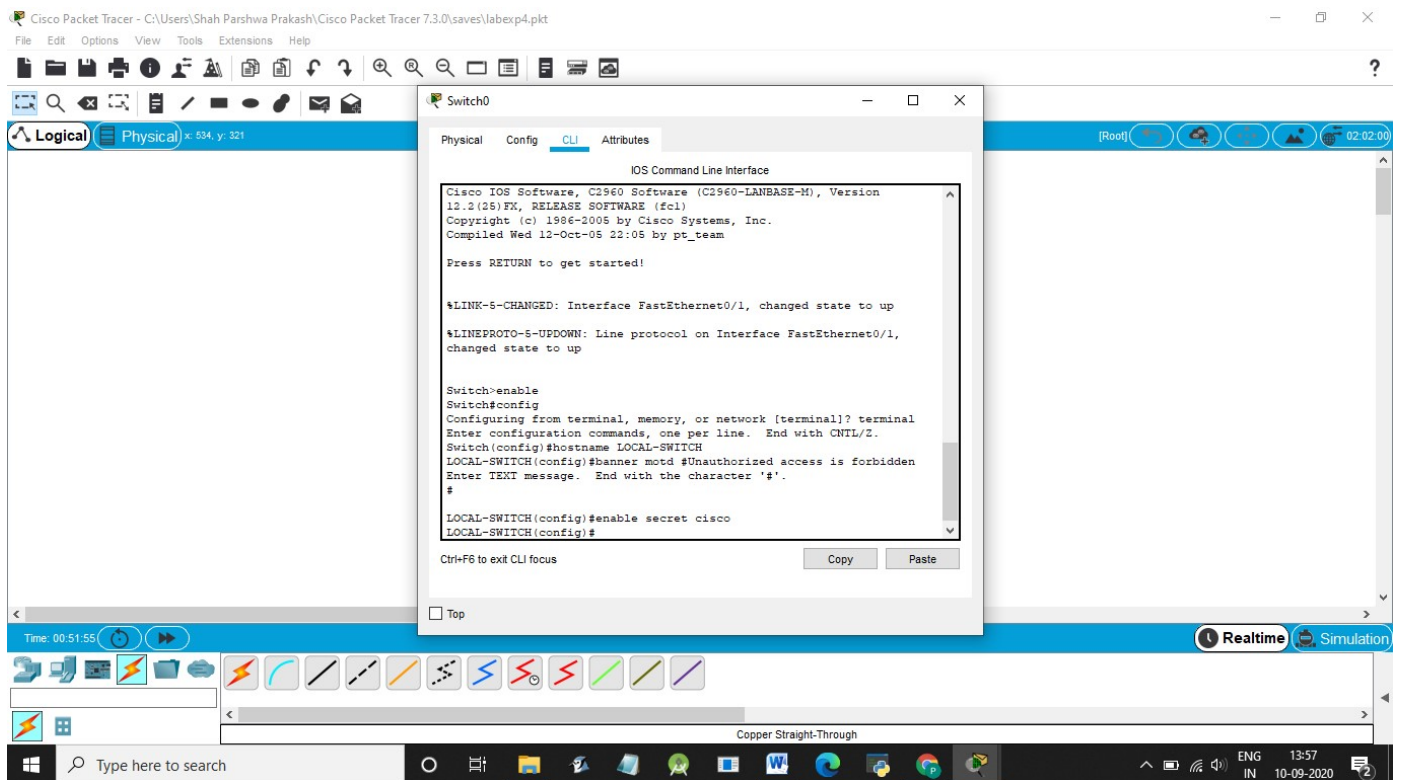 Cisco Packet Tracer - C:\Users\Shah Parshwa Prakash\Cisco Packet Tracer 7.3.0\saves\labexp4.pkt
File Edit Options View Tools Extensions Help
?
Switch0
Logical Physical x: 534, y: 321
[Root] 02:02:00
Physical Config CLI Attributes
IOS Command Line Interface
Cisco IOS Software, C2960 Software (C2960-LANBASE-M), Version
12.2(25)FX, RELEASE SOFTWARE (fc1)
Copyright (c) 1986-2005 by Cisco Systems, Inc.
Compiled Wed 12-Oct-05 22:05 by pt_team
Press RETURN to get started!
%LINK-5-CHANGED: Interface FastEthernet0/1, changed state to up
%LINEPROTO-5-UPDOWN: Line protocol on Interface FastEthernet0/1,
changed state to up
Switch>enable
Switch#config
Configuring from terminal, memory, or network [terminal]? terminal
Enter configuration commands, one per line.  End with CNTL/Z.
Switch(config)#hostname LOCAL-SWITCH
LOCAL-SWITCH(config)#banner motd #Unauthorized access is forbidden
Enter TEXT message.  End with the character '#'.
#
LOCAL-SWITCH(config)#enable secret cisco
LOCAL-SWITCH(config)#
Ctrl+F6 to exit CLI focus
Copy Paste
Top
Time: 00:51:55
Realtime Simulation
Copper Straight-Through
Type here to search
ENG
IN
13:57
10-09-2020
2